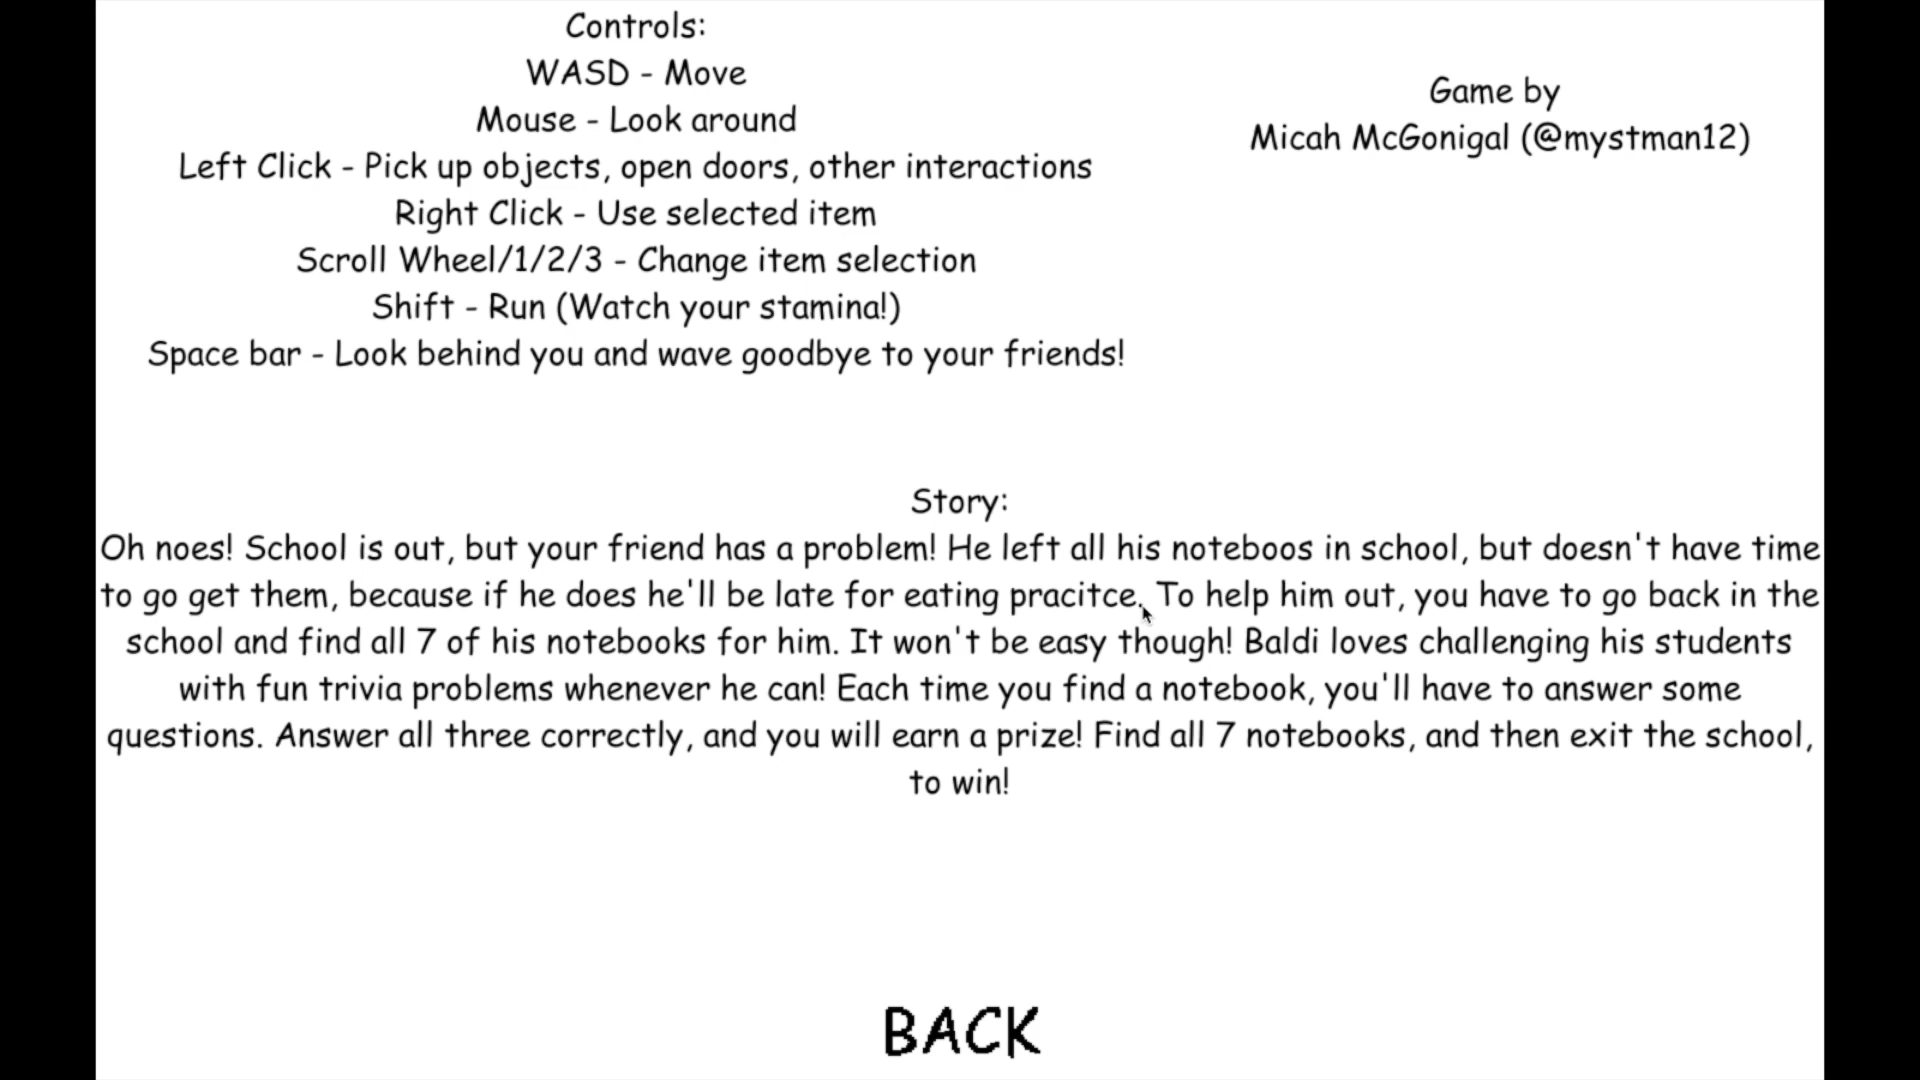 Controls:
WASD - Move
Mouse - Look around
Left Click - Pick up objects, open doors, other interactions
Right Click - Use selected item
Scroll Wheel/1/2/3 - Change item selection
Shift - Run (Watch your stamina!)
Space bar - Look behind you and wave goodbye to your friends!
Game by
Micah McGonigal (@mystman12)
Story:
Oh noes! School is out, but your friend has a problem! He left all his noteboos in school, but doesn't have time
to go get them, because if he does he'll be late for eating pracitce. To help him out, you have to go back in the
school and find all 7 of his notebooks for him. It won't be easy though! Baldi loves challenging his students
with fun trivia problems whenever he can! Each time you find a notebook, you'll have to answer some
questions. Answer all three correctly, and you will earn a prize! Find all 7 notebooks, and then exit the school,
to win!
BACK